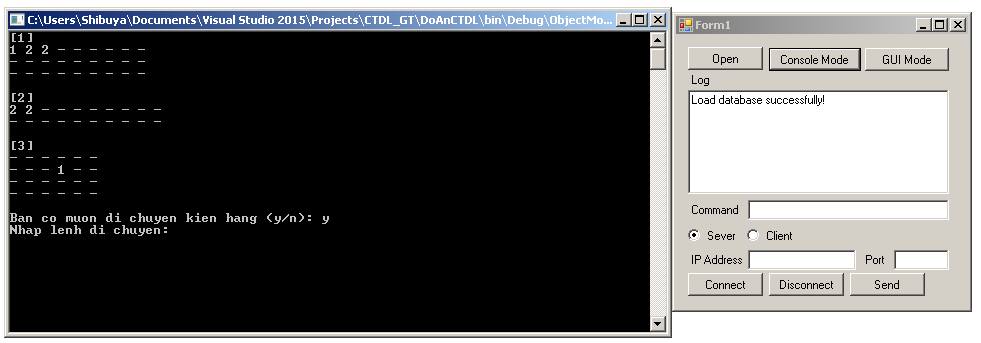 C:\Users\Shibuya\Documents\Visual Studio 2015\Projects\CTDL_GT\DoAnCTDL\bin\Debug\ObjectMo...
[1]
1 2 2 - - - - - -
- - - - - - - - -
- - - - - - - - -
[2]
2 2 - - - - - - - -
- - - - - - - - - -
[3]
- - - - - -
- - - 1 - -
- - - - - -
- - - - - -
Ban co muon di chuyen kien hang (y/n): y
Nhap lenh di chuyen:
Form1
Open Console Mode GUI Mode
Log
Load database successfully!
Command
Sever Client
IP Address Port
Connect Disconnect Send